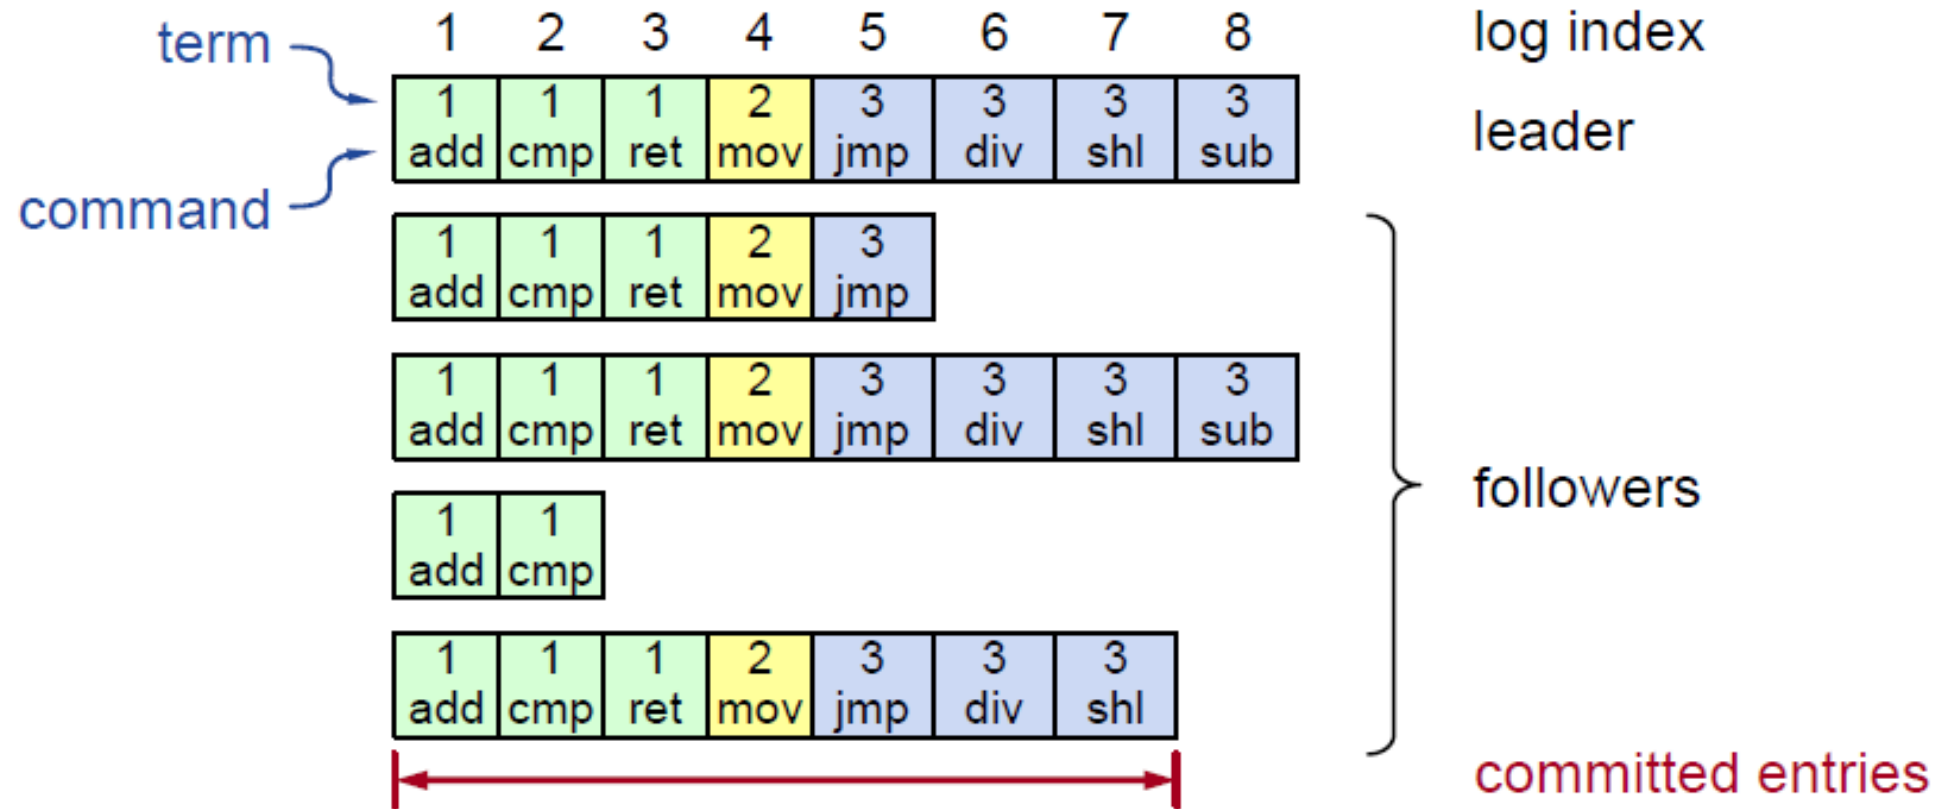 term
1 2 3 4 5 6 7 8 log index
1 1 1 2 3 3 3 3
add cmp ret mov jmp div shl sub
leader
command
1 1 1 2 3
add cmp ret mov jmp
1 1 1 2 3 3 3 3
add cmp ret mov jmp div shl sub
followers
1 1
add cmp
1 1 1 2 3 3 3
add cmp ret mov jmp div shl
committed entries